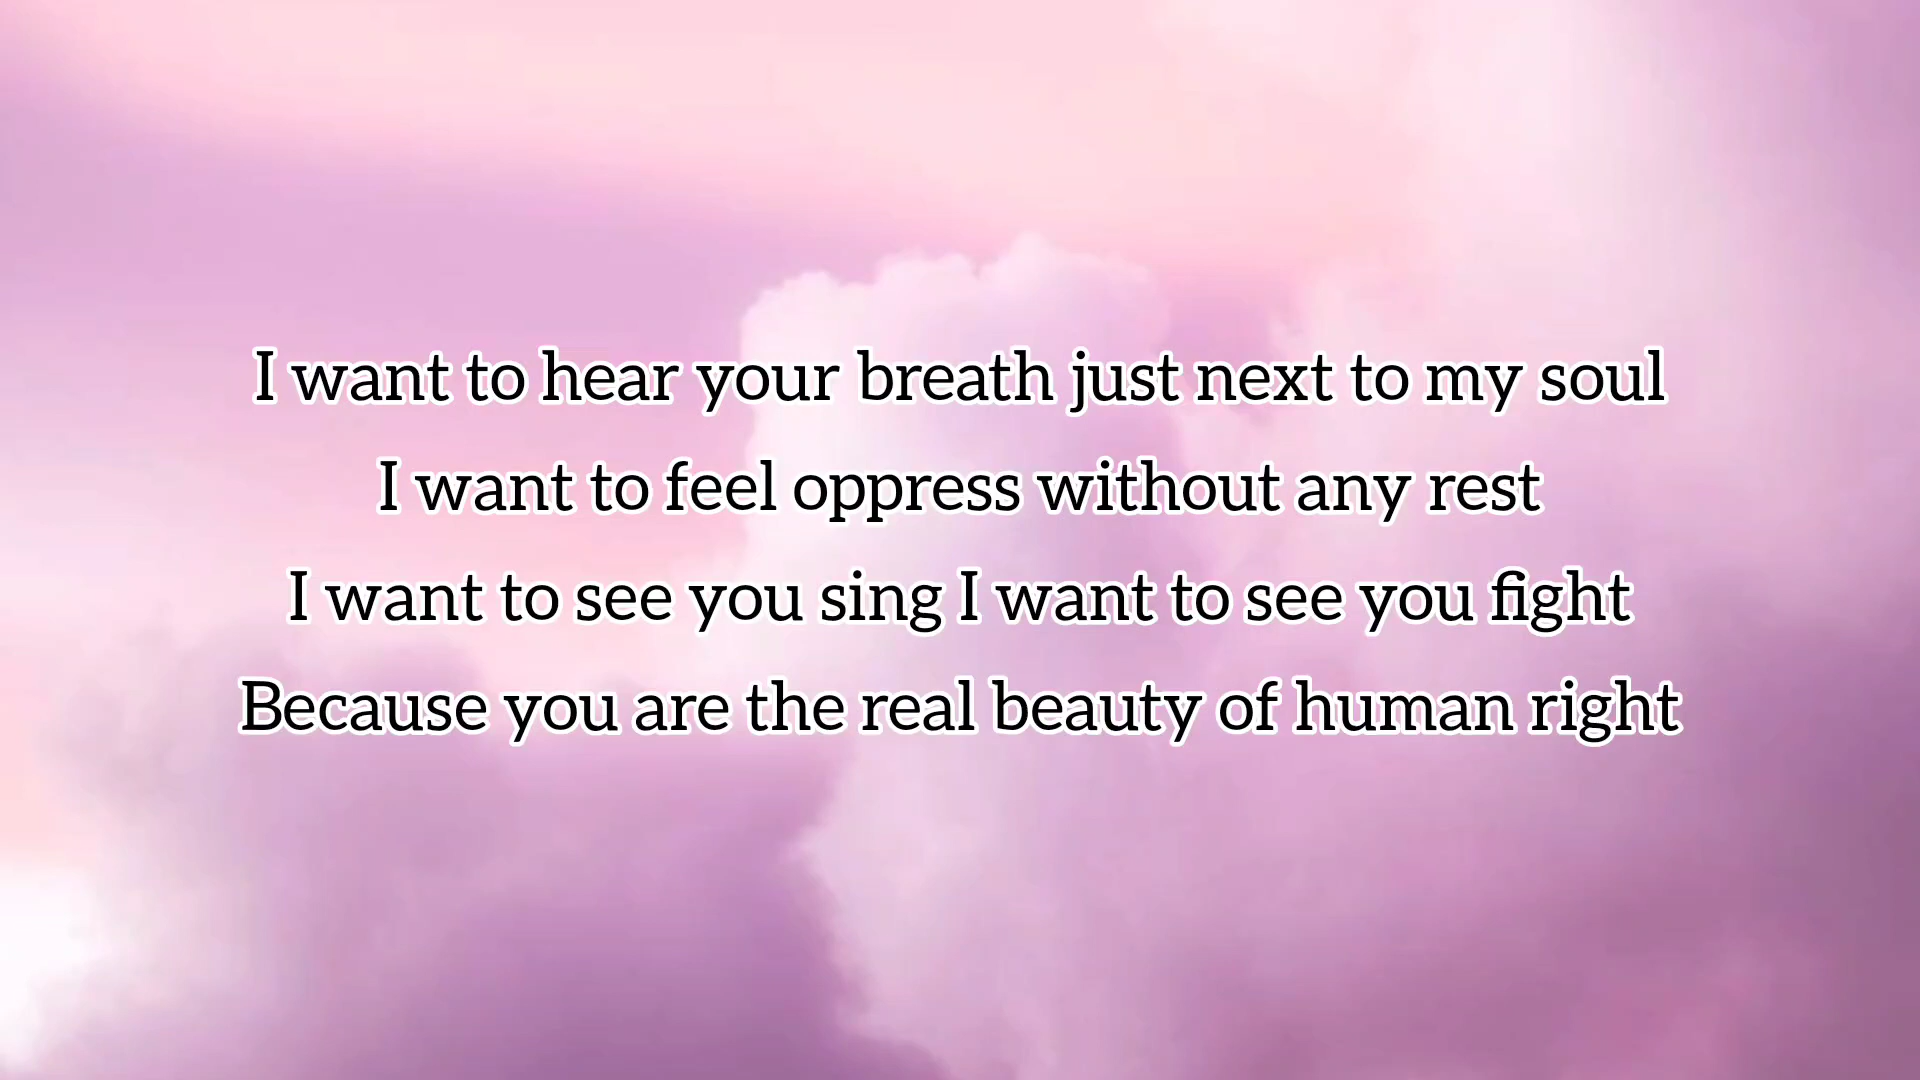 I want to hear your breath just next to my soul
I want to feel oppress without any rest
I want to see you sing I want to see you fight
Because you are the real beauty of human right